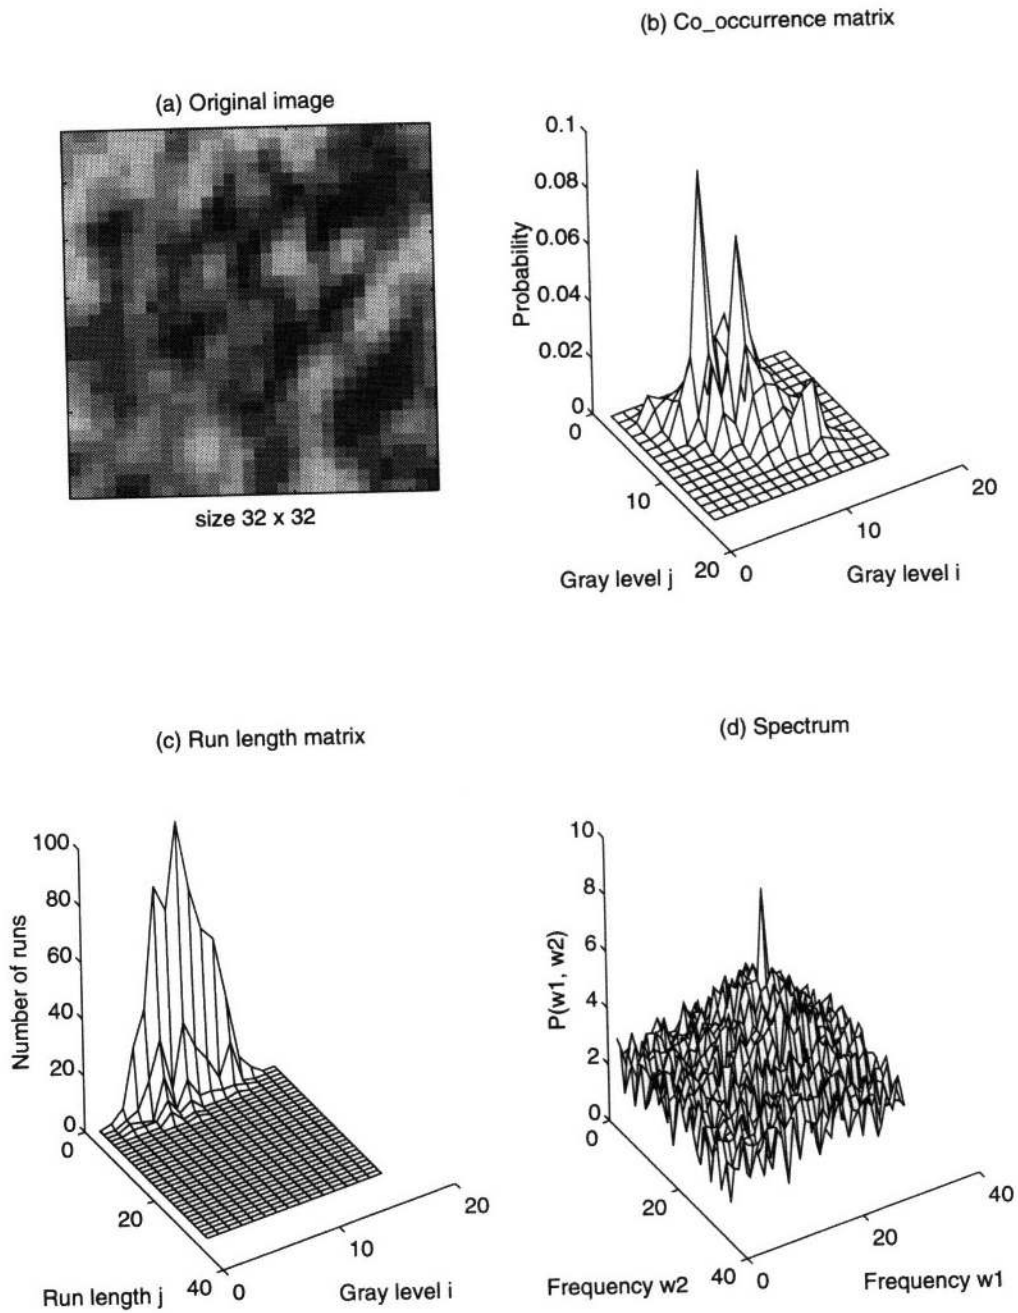 (b) Co_occurrence matrix
(a) Original image
size 32 x 32
0.1
0.08
0.06
0.04
0.02
0
Probability
0
10
20
Gray level j
0
10
20
Gray level i
(c) Run length matrix
(d) Spectrum
100
80
60
40
20
0
Number of runs
0
20
40
Run length j
0
10
20
Gray level i
10
8
6
4
2
0
P(w1, w2)
0
20
40
Frequency w2
0
20
40
Frequency w1